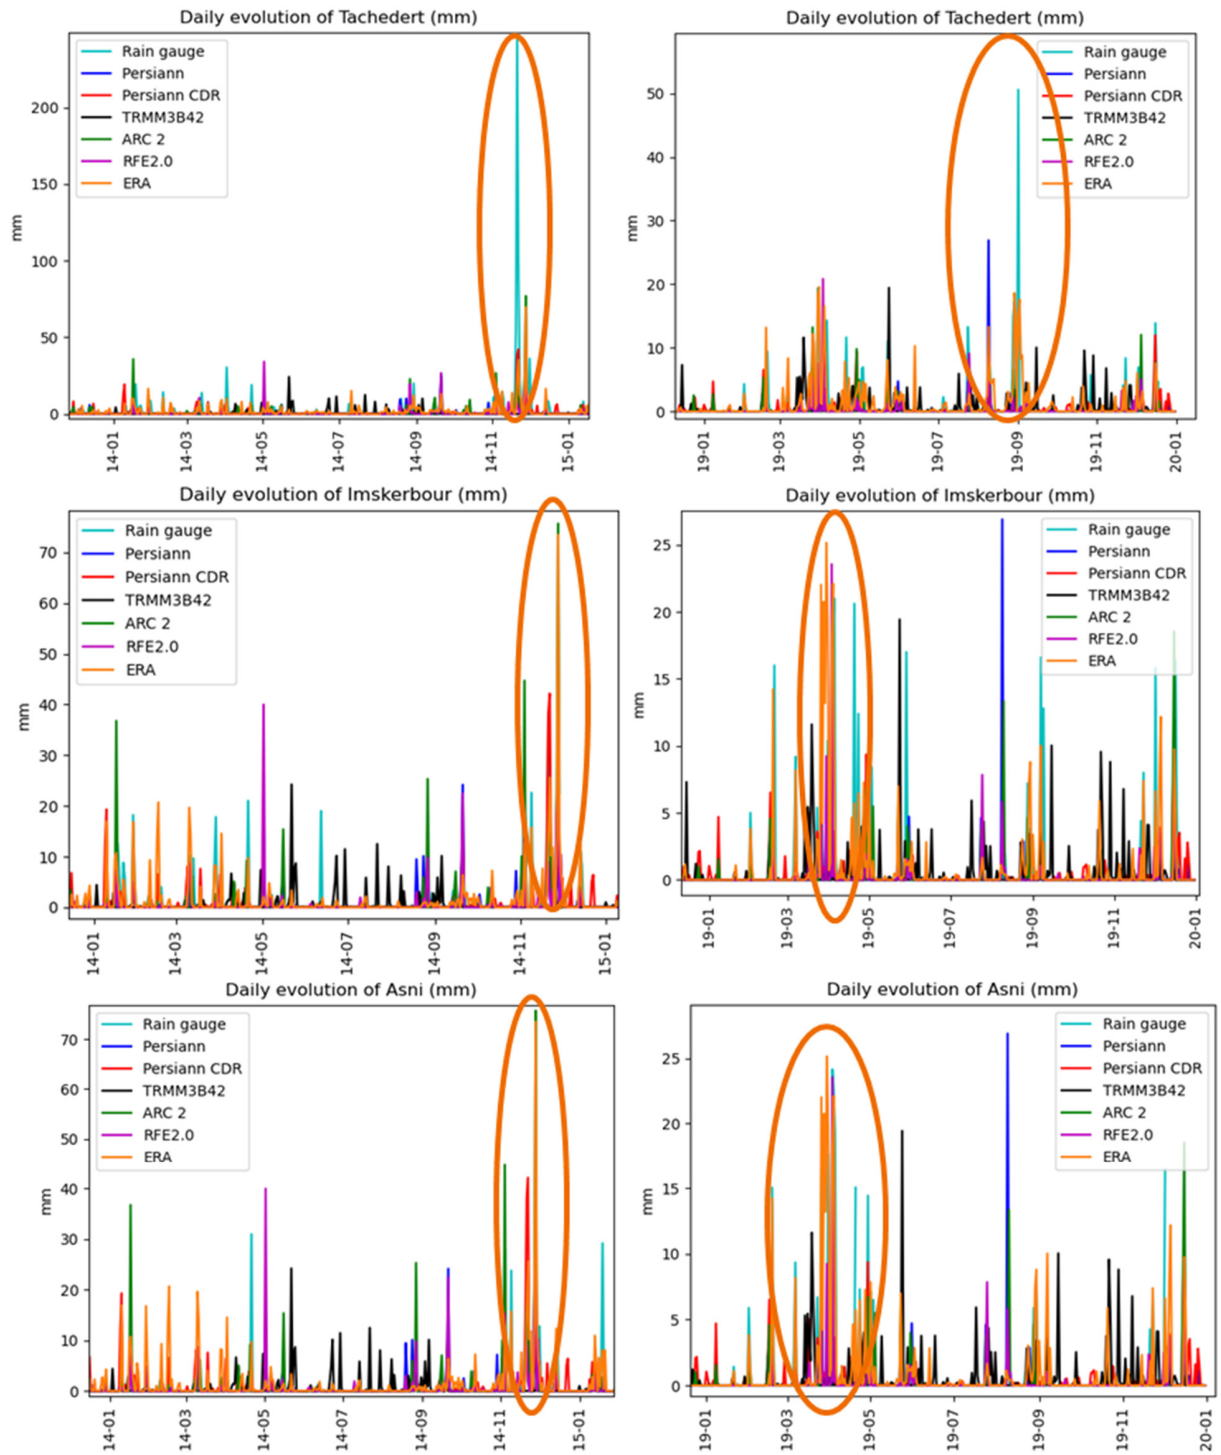 Daily evolution of Tachedert (mm)
Rain gauge
Persiann
Persiann CDR
TRMM3B42
ARC 2
RFE2.0
ERA
mm
200
150
100
50
0
14-01
14-03
14-05
14-07
14-09
14-11
15-01
Daily evolution of Tachedert (mm)
Rain gauge
Persiann
Persiann CDR
TRMM3B42
ARC 2
RFE2.0
ERA
mm
50
40
30
20
10
0
19-01
19-03
19-05
19-07
19-09
19-11
20-01
Daily evolution of Imskerbour (mm)
Rain gauge
Persiann
Persiann CDR
TRMM3B42
ARC 2
RFE2.0
ERA
mm
70
60
50
40
30
20
10
0
14-01
14-03
14-05
14-07
14-09
14-11
15-01
Daily evolution of Imskerbour (mm)
Rain gauge
Persiann
Persiann CDR
TRMM3B42
ARC 2
RFE2.0
ERA
mm
25
20
15
10
5
0
19-01
19-03
19-05
19-07
19-09
19-11
20-01
Daily evolution of Asni (mm)
Rain gauge
Persiann
Persiann CDR
TRMM3B42
ARC 2
RFE2.0
ERA
mm
70
60
50
40
30
20
10
0
14-01
14-03
14-05
14-07
14-09
14-11
15-01
Daily evolution of Asni (mm)
Rain gauge
Persiann
Persiann CDR
TRMM3B42
ARC 2
RFE2.0
ERA
mm
25
20
15
10
5
0
19-01
19-03
19-05
19-07
19-09
19-11
20-01